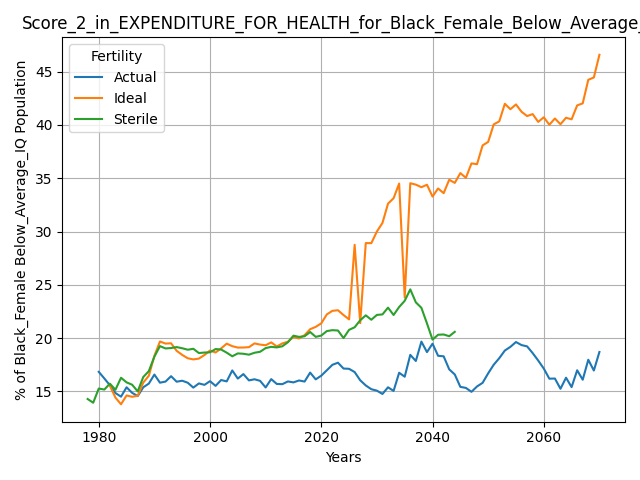 Score_2_in_EXPENDITURE_FOR_HEALTH_for_Black_Female_Below_Average_
Fertility
Actual
Ideal
Sterile
% of Black_Female Below_Average_IQ Population
45
40
35
30
25
20
15
1980 2000 2020 2040 2060
Years